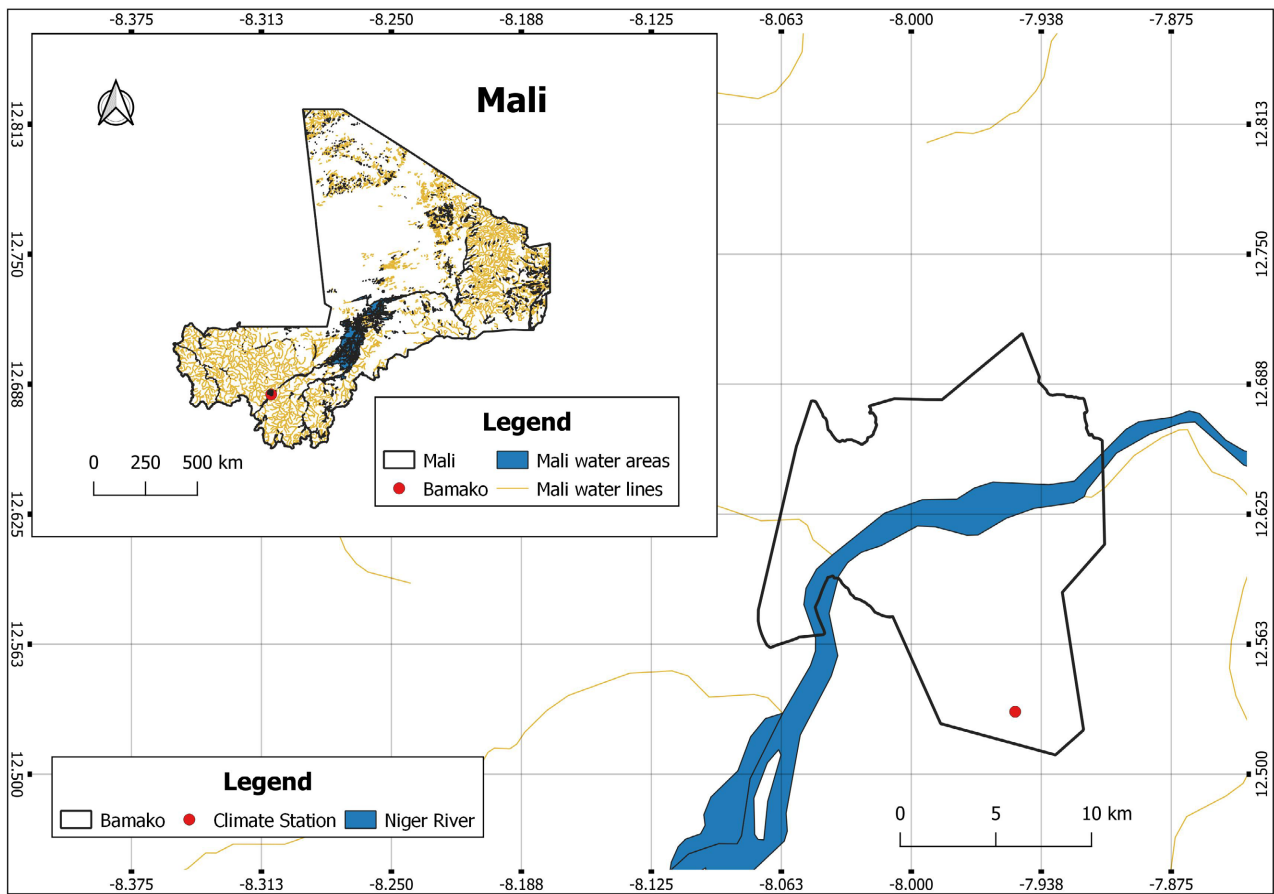 -8.375 -8.313 -8.250 -8.188 -8.125 -8.063 -8.000 -7.938 -7.875
Mali
12.813 12.813
12.750 12.750
12.688 12.688
12.625 12.625
12.563 12.563
12.500 12.500
0 250 500 km
Legend
Mali Mali water areas
Bamako Mali water lines
Legend
Bamako Climate Station Niger River
0 5 10 km
-8.375 -8.313 -8.250 -8.188 -8.125 -8.063 -8.000 -7.938 -7.875